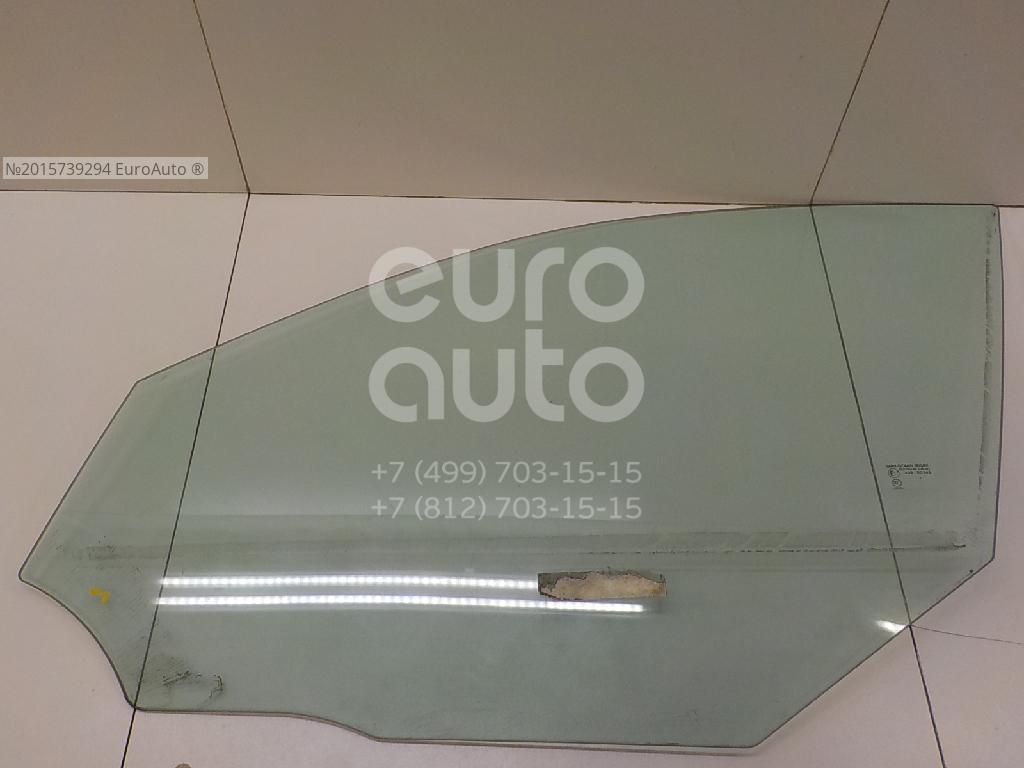 №2015739294 EuroAuto ®
euro
auto
+7 (499) 703-15-15
+7 (812) 703-15-15